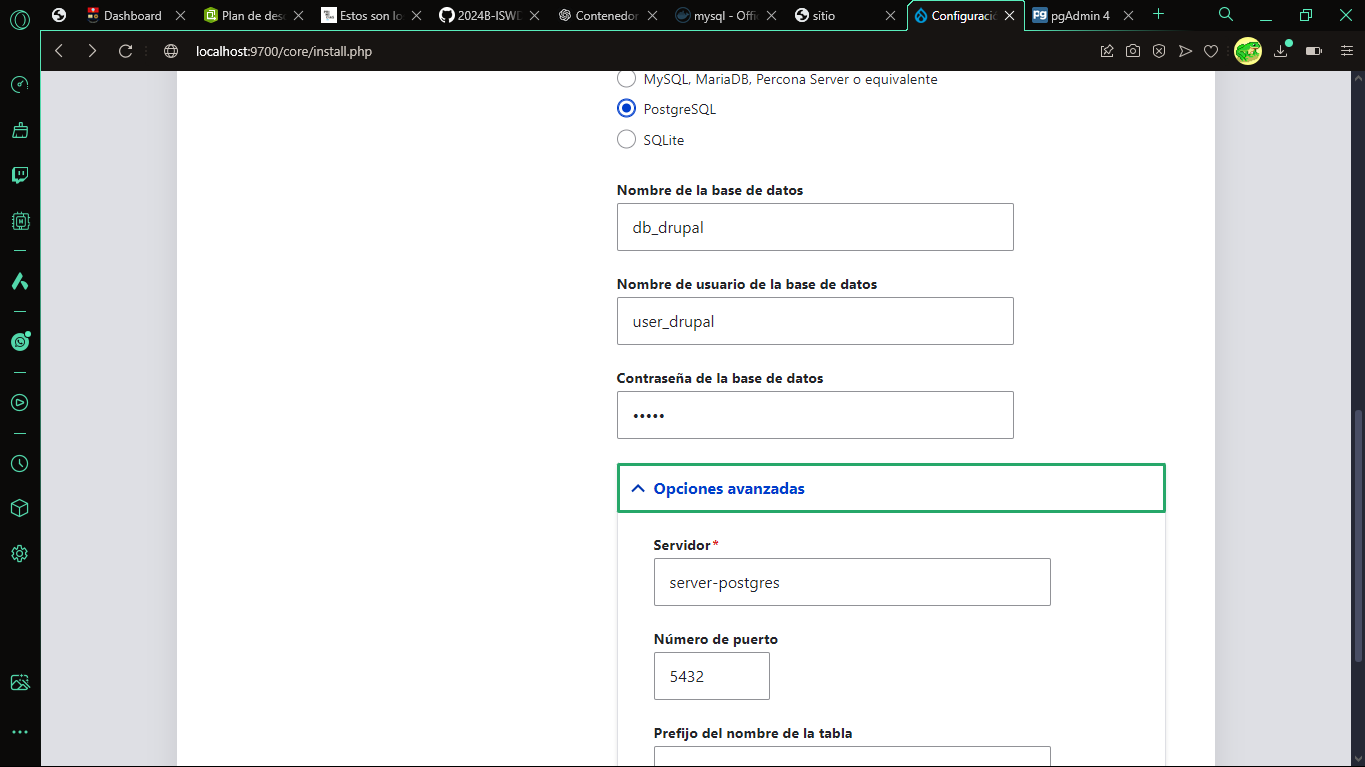 Dashboard
Plan de des
Estos son lo
2024B-ISWD
Contenedor
mysql - Offi
sitio
Configuració
pgAdmin 4
localhost:9700/core/install.php
MySQL, MariaDB, Percona Server o equivalente
PostgreSQL
SQLite
Nombre de la base de datos
db_drupal
Nombre de usuario de la base de datos
user_drupal
Contraseña de la base de datos
•••••
Opciones avanzadas
Servidor*
server-postgres
Número de puerto
5432
Prefijo del nombre de la tabla